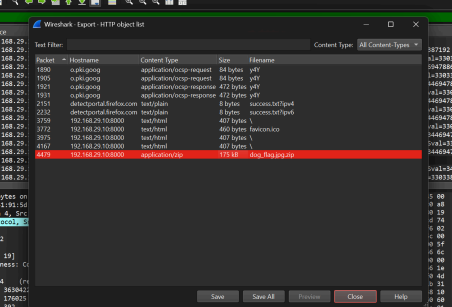 Wireshark · Export · HTTP object list
Text Filter:
Content Type: All Content-Types
Packet Hostname Content Type Size Filename
1890 o.pki.goog application/ocsp-request 84 bytes y4Y
1905 o.pki.goog application/ocsp-request 84 bytes y4Y
1921 o.pki.goog application/ocsp-response 472 bytes y4Y
1931 o.pki.goog application/ocsp-response 472 bytes y4Y
2151 detectportal.firefox.com text/plain 8 bytes success.txt?ipv4
2232 detectportal.firefox.com text/plain 8 bytes success.txt?ipv6
3759 192.168.29.10:8000 text/html 407 bytes \
3772 192.168.29.10:8000 text/html 460 bytes favicon.ico
3975 192.168.29.10:8000 text/html 407 bytes \
4167 192.168.29.10:8000 text/html 407 bytes \
4479 192.168.29.10:8000 application/zip 175 kB dog_flag.jpg.zip
Save Save All Preview Close Help